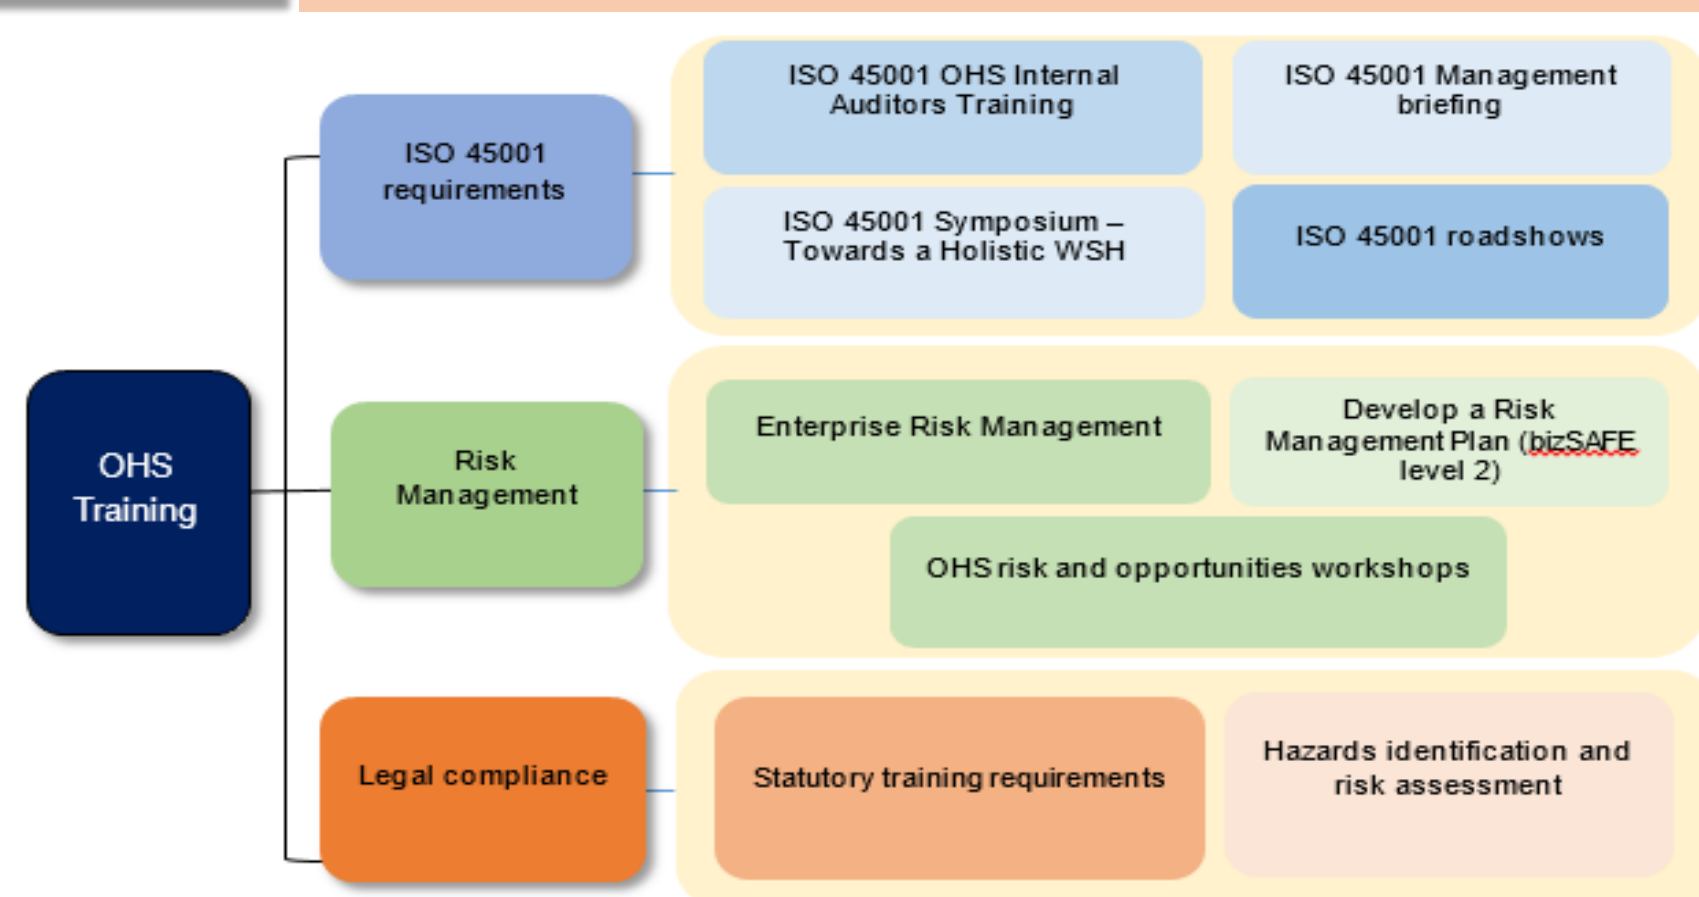 ISO 45001 OHS Internal
Auditors Training
ISO 45001 Management
briefing
ISO 45001
requirements
ISO 45001 Symposium –
Towards a Holistic WSH
ISO 45001 roadshows
OHS
Training
Risk
Management
Enterprise Risk Management
Develop a Risk
Management Plan (bizSAFE
level 2)
OHS risk and opportunities workshops
Legal compliance
Statutory training requirements
Hazards identification and
risk assessment